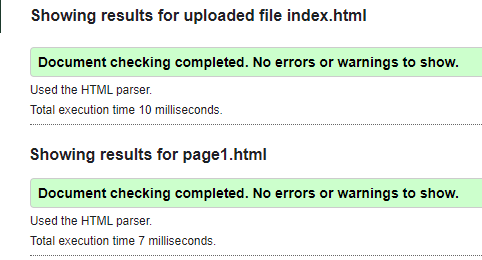 Showing results for uploaded file index.html
Document checking completed. No errors or warnings to show.
Used the HTML parser.
Total execution time 10 milliseconds.
Showing results for page1.html
Document checking completed. No errors or warnings to show.
Used the HTML parser.
Total execution time 7 milliseconds.